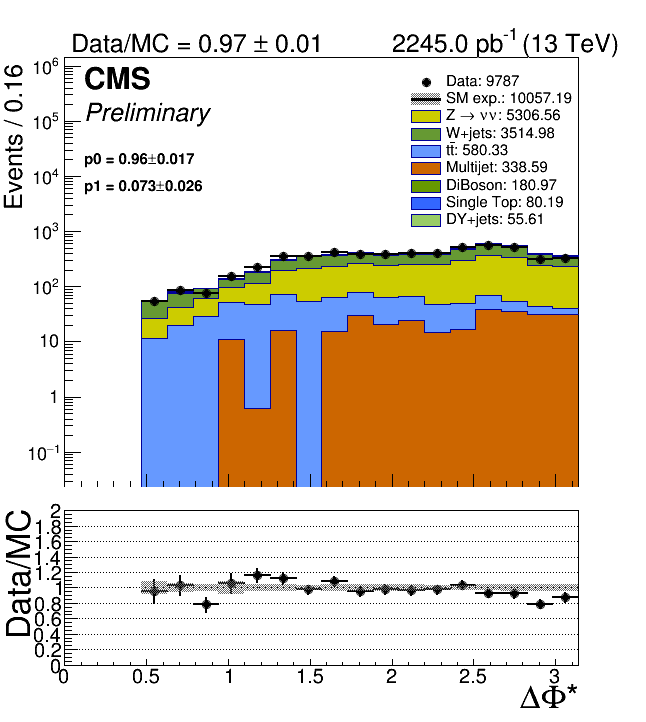 Data/MC = 0.97 ± 0.01 2245.0 pb⁻¹ (13 TeV)
CMS
Preliminary
p0 = 0.96±0.017
p1 = 0.073±0.026
Data: 9787
SM exp.: 10057.19
Z → νν: 5306.56
W+jets: 3514.98
tt̄: 580.33
Multijet: 338.59
DiBoson: 180.97
Single Top: 80.19
DY+jets: 55.61
Events / 0.16
10⁶
10⁵
10⁴
10³
10²
10
1
10⁻¹
Data/MC
2
1.8
1.6
1.4
1.2
1
0.8
0.6
0.4
0.2
0
0 0.5 1 1.5 2 2.5 3
ΔΦ*